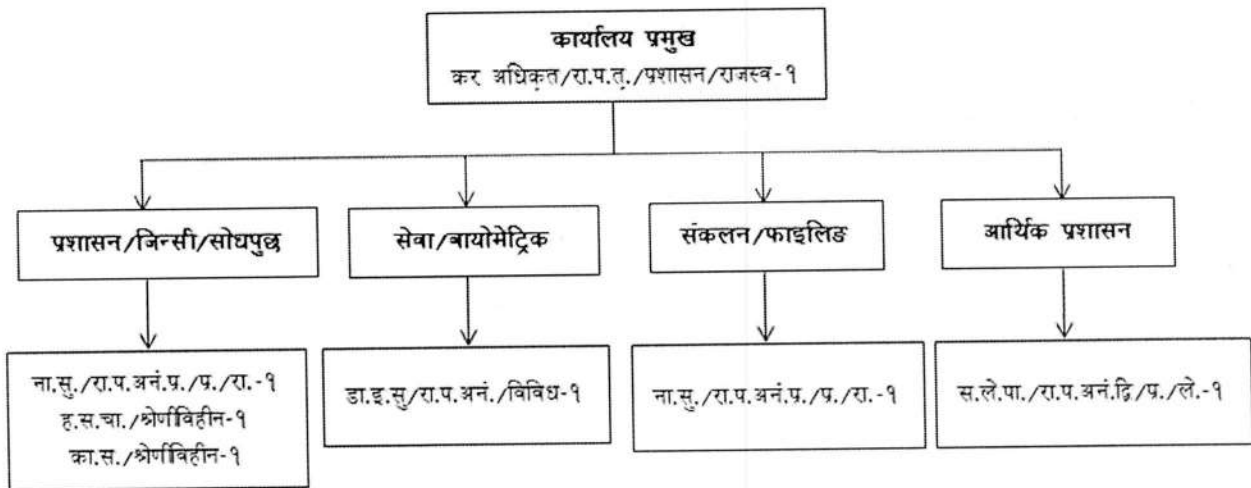 कार्यालय प्रमुख
कर अधिकृत/रा.प.तृ./प्रशासन/राजस्व-१
प्रशासन/जिन्सी/सोधपुछ
सेवा/बायोमेट्रिक
संकलन/फाइलिङ
आर्थिक प्रशासन
ना.सु./रा.प.अनं.प्र./प्र./रा.-१
ह.स.चा./श्रेणीविहीन-१
का.स./श्रेणीविहीन-१
डा.इ.सु/रा.प.अनं./विविध-१
ना.सु./रा.प.अनं.प्र./प्र./रा.-१
स.ले.पा./रा.प.अनं.द्वि/प्र./ले.-१